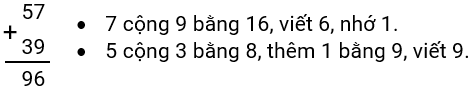 57
+
39
96
• 7 cộng 9 bằng 16, viết 6, nhớ 1.
• 5 cộng 3 bằng 8, thêm 1 bằng 9, viết 9.